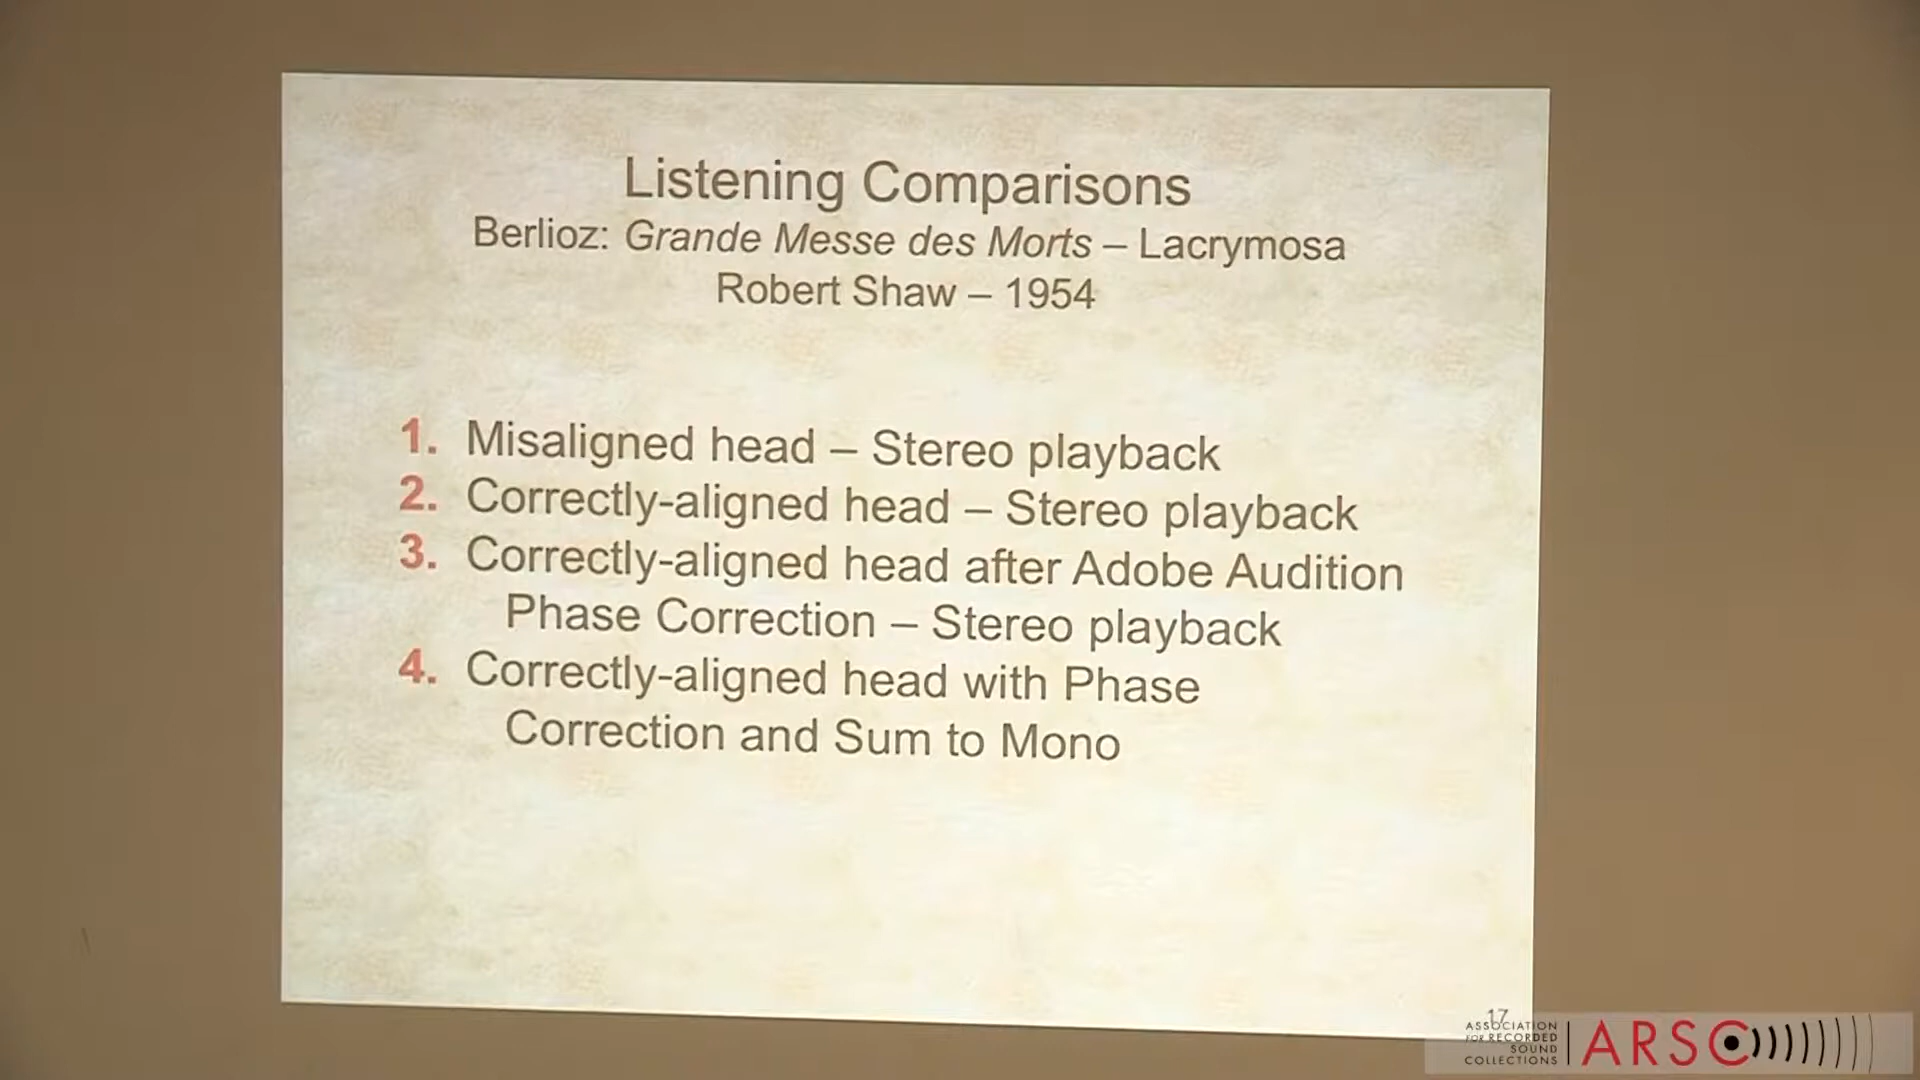 Listening Comparisons
Berlioz: Grande Messe des Morts – Lacrymosa
Robert Shaw – 1954
1. Misaligned head – Stereo playback
2. Correctly-aligned head – Stereo playback
3. Correctly-aligned head after Adobe Audition
Phase Correction – Stereo playback
4. Correctly-aligned head with Phase
Correction and Sum to Mono
17
ASSOCIATION
FOR RECORDED
SOUND
COLLECTIONS
ARSC